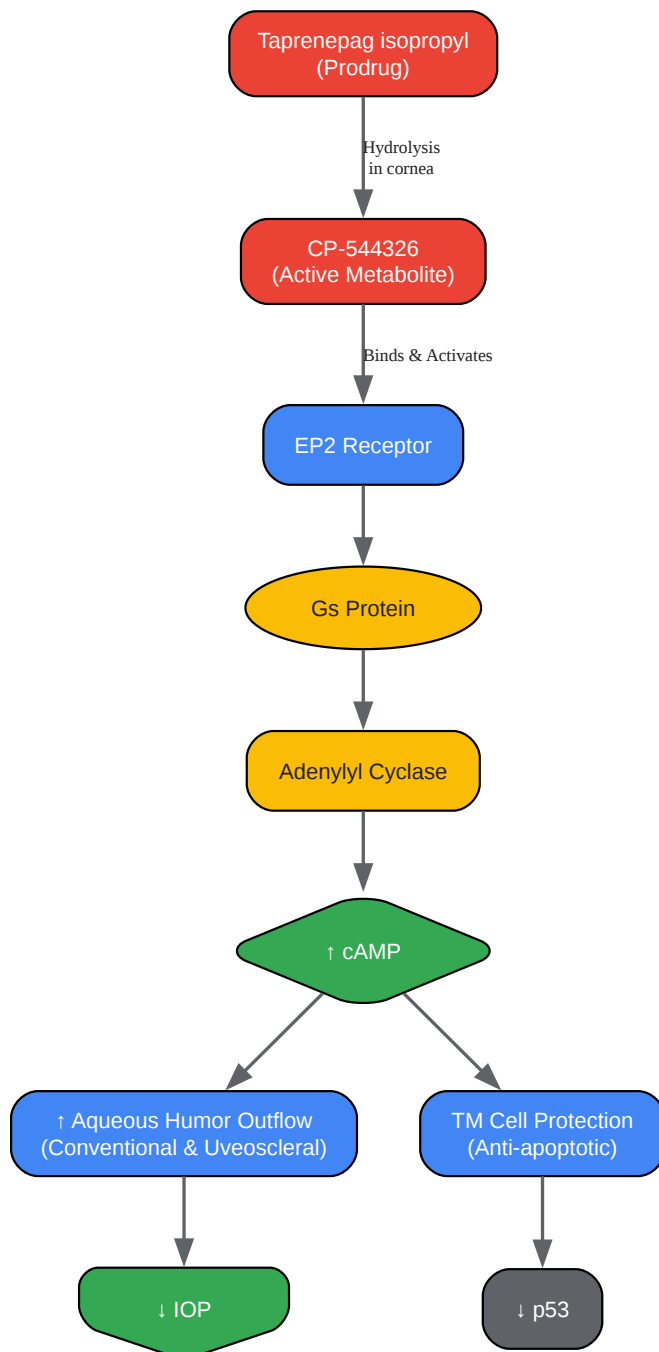 Taprenepag isopropyl
(Prodrug)
Hydrolysis
in cornea
CP-544326
(Active Metabolite)
Binds & Activates
EP2 Receptor
Gs Protein
Adenylyl Cyclase
↑ cAMP
↑ Aqueous Humor Outflow
(Conventional & Uveoscleral)
TM Cell Protection
(Anti-apoptotic)
↓ IOP
↓ p53